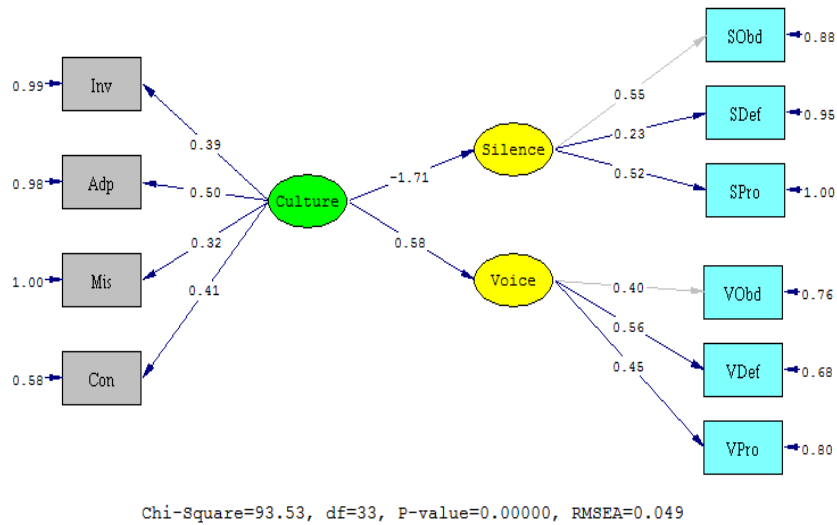 SObd
0.88
0.99
Inv
0.55
SDef
0.95
0.39
0.23
Silence
0.98
Adp
0.50
-1.71
0.52
SPro
1.00
Culture
0.32
0.58
1.00
Mis
0.41
Voice
0.40
VObd
0.76
0.56
0.58
Con
0.45
VDef
0.68
VPro
0.80
Chi-Square=93.53, df=33, P-value=0.00000, RMSEA=0.049